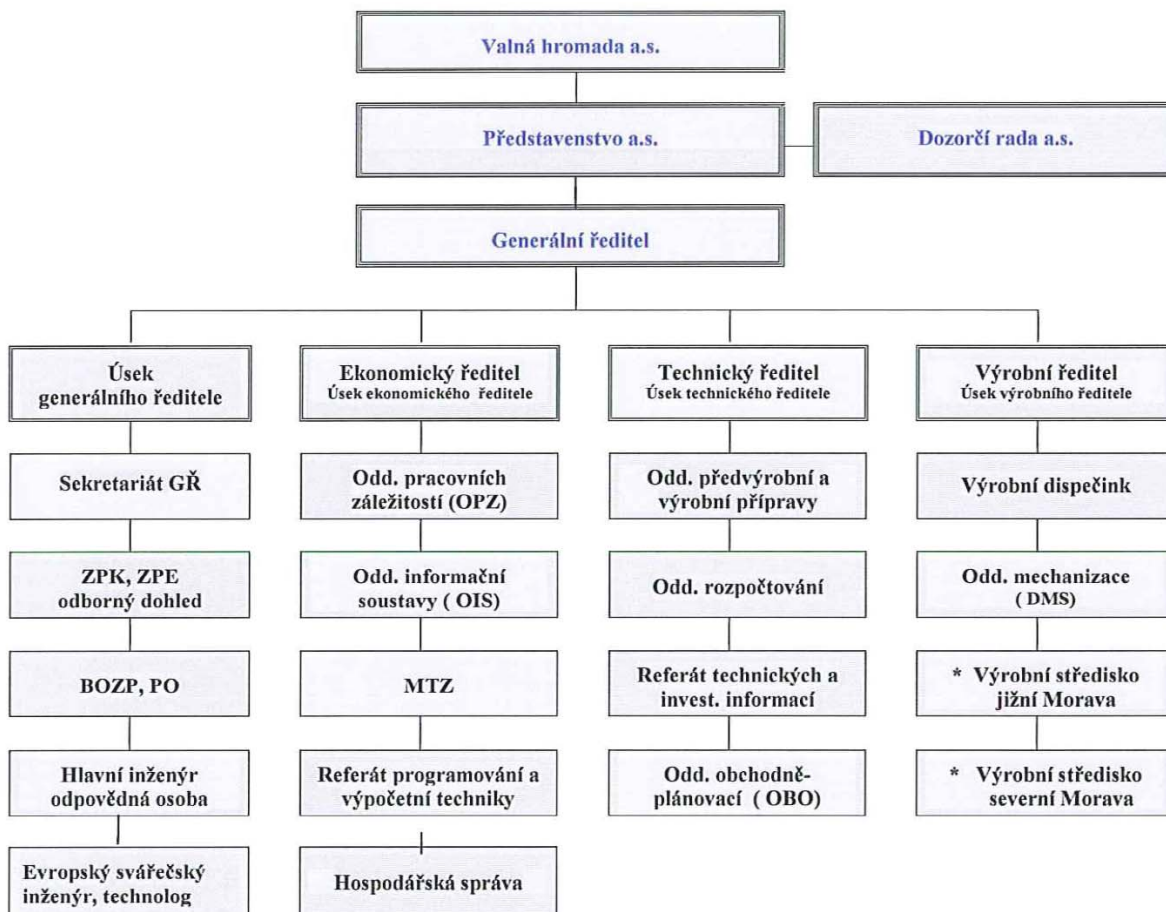 Valná hromada a.s.
Představenstvo a.s.
Dozorčí rada a.s.
Generální ředitel
Úsek
generálního ředitele
Sekretariát GŘ
ZPK, ZPE
odborný dohled
BOZP, PO
Hlavní inženýr
odpovědná osoba
Evropský svářečský
inženýr, technolog
Ekonomický ředitel
Úsek ekonomického ředitele
Odd. pracovních
záležitostí (OPZ)
Odd. informační
soustavy ( OIS)
MTZ
Referát programování a
výpočetní techniky
Hospodářská správa
Technický ředitel
Úsek technického ředitele
Odd. předvýrobní a
výrobní přípravy
Odd. rozpočtování
Referát technických a
invest. informací
Odd. obchodně-
plánovací ( OBO)
Výrobní ředitel
Úsek výrobního ředitele
Výrobní dispečink
Odd. mechanizace
( DMS)
* Výrobní středisko
jižní Morava
* Výrobní středisko
severní Morava